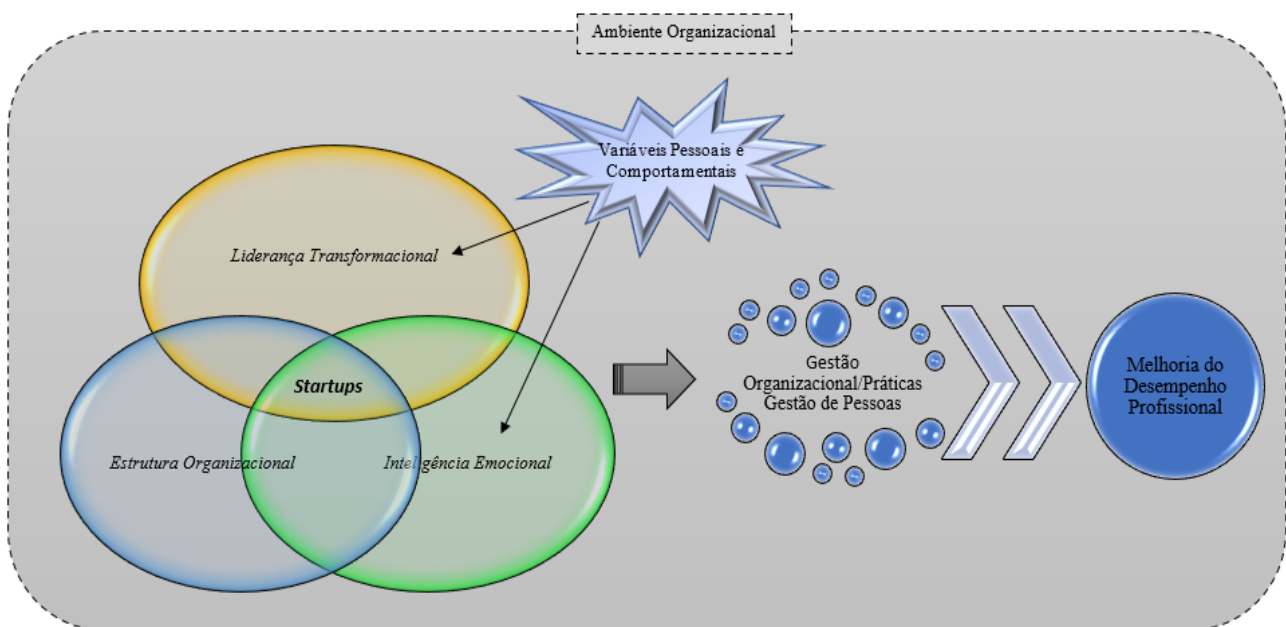 Ambiente Organizacional
Variáveis Pessoais e
Comportamentais
Liderança Transformacional
Startups
Estrutura Organizacional
Inteligência Emocional
Gestão
Organizacional/Práticas
Gestão de Pessoas
Melhoria do
Desempenho
Profissional